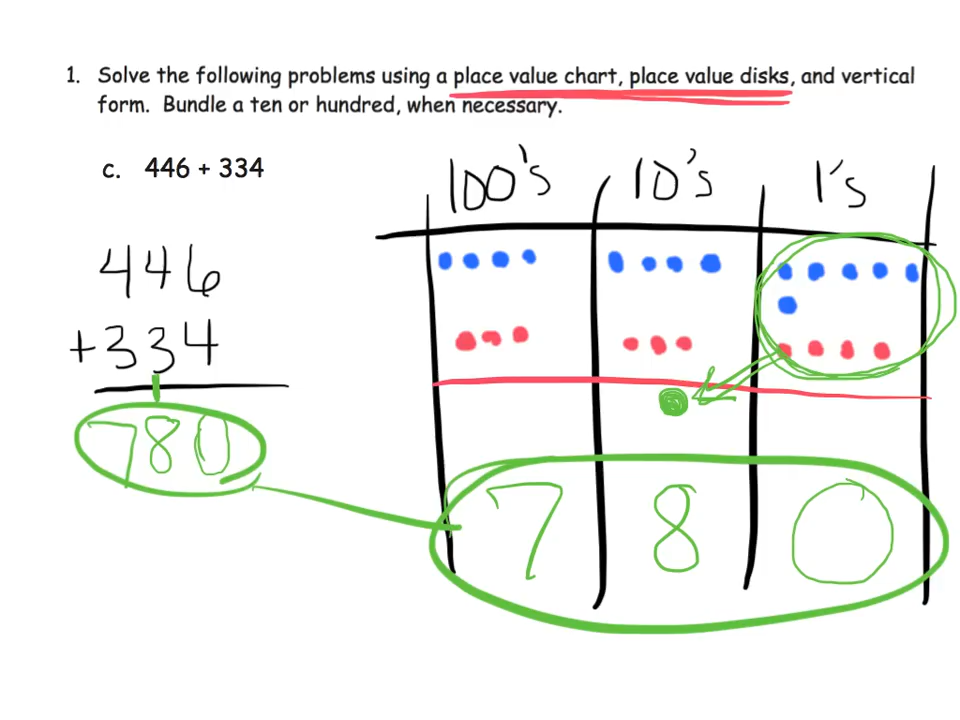 1. Solve the following problems using a place value chart, place value disks, and vertical
form. Bundle a ten or hundred, when necessary.
c. 446 + 334
100's 10's 1's
446
+334
1
780
7 8 0